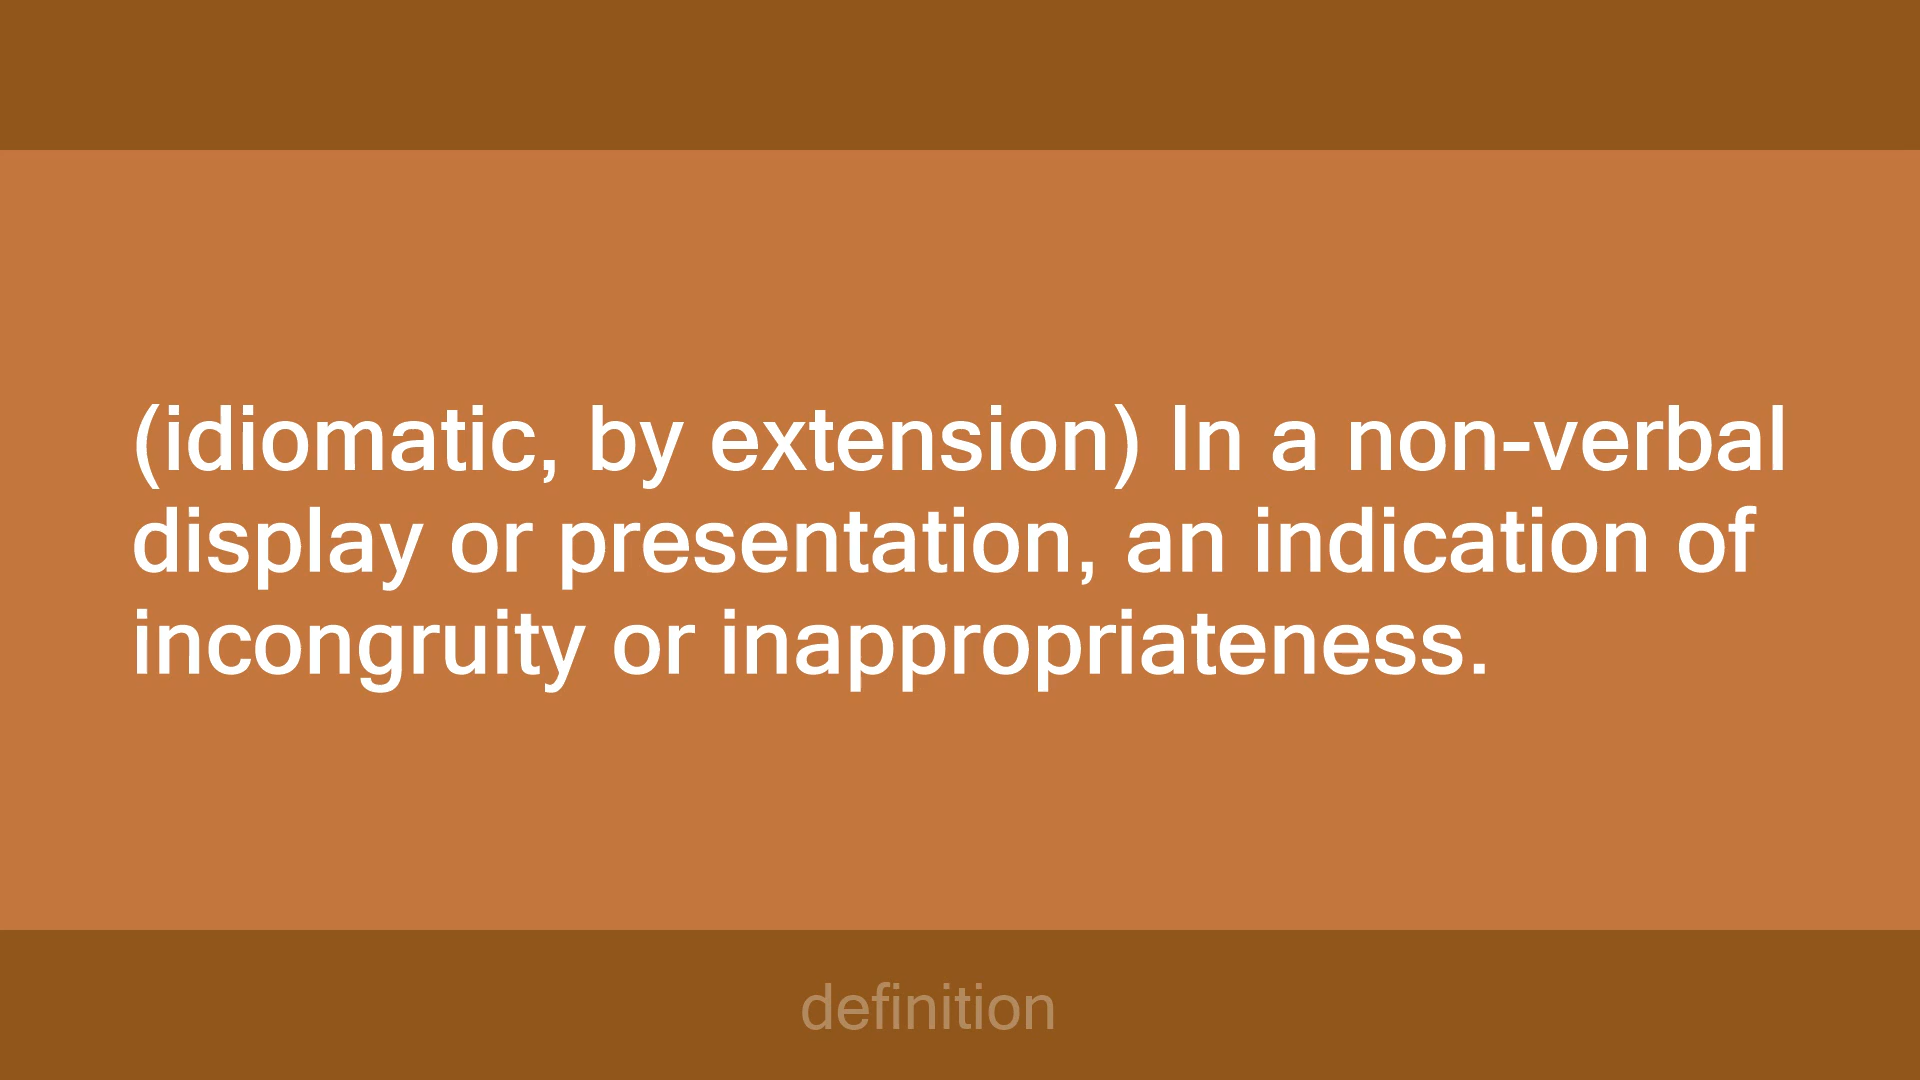 (idiomatic, by extension) In a non-verbal
display or presentation, an indication of
incongruity or inappropriateness.
definition